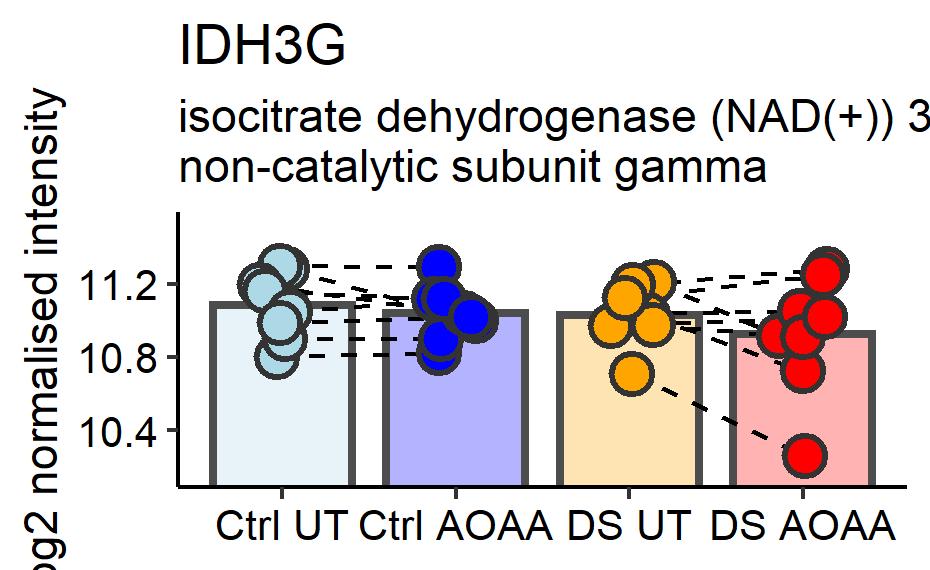 IDH3G
isocitrate dehydrogenase (NAD(+)) 3
non-catalytic subunit gamma
og2 normalised intensity
11.2
10.8
10.4
Ctrl UT Ctrl AOAA DS UT DS AOAA